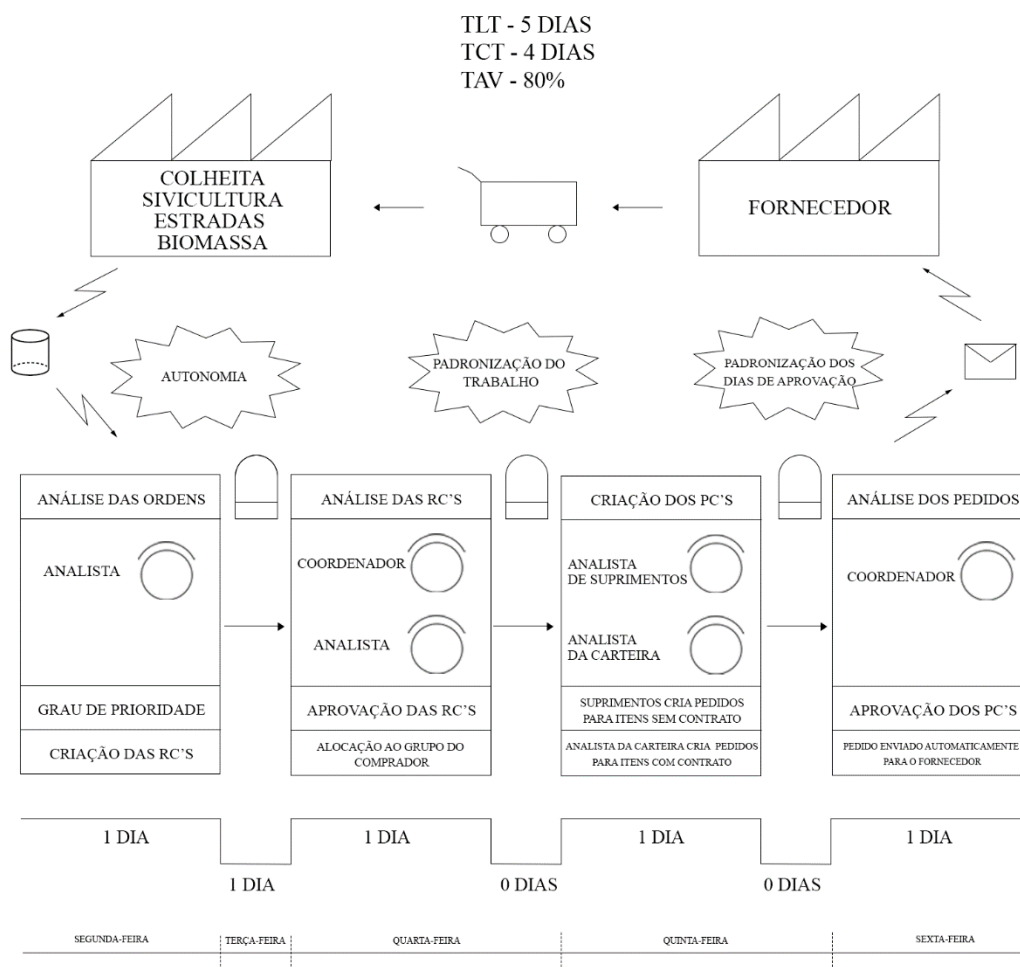 TLT - 5 DIAS
TCT - 4 DIAS
TAV - 80%
COLHEITA
SIVICULTURA
ESTRADAS
BIOMASSA
FORNECEDOR
AUTONOMIA
PADRONIZAÇÃO DO
TRABALHO
PADRONIZAÇÃO DOS
DIAS DE APROVAÇÃO
ANÁLISE DAS ORDENS
ANALISTA
GRAU DE PRIORIDADE
CRIAÇÃO DAS RC'S
ANÁLISE DAS RC'S
COORDENADOR
ANALISTA
APROVAÇÃO DAS RC'S
ALOCAÇÃO AO GRUPO DO
COMPRADOR
CRIAÇÃO DOS PC'S
ANALISTA
DE SUPRIMENTOS
ANALISTA
DA CARTEIRA
SUPRIMENTOS CRIA PEDIDOS
PARA ITENS SEM CONTRATO
ANALISTA DA CARTEIRA CRIA PEDIDOS
PARA ITENS COM CONTRATO
ANÁLISE DOS PEDIDOS
COORDENADOR
APROVAÇÃO DOS PC'S
PEDIDO ENVIADO AUTOMATICAMENTE
PARA O FORNECEDOR
1 DIA
1 DIA
1 DIA
1 DIA
1 DIA
0 DIAS
0 DIAS
SEGUNDA-FEIRA
TERÇA-FEIRA
QUARTA-FEIRA
QUINTA-FEIRA
SEXTA-FEIRA